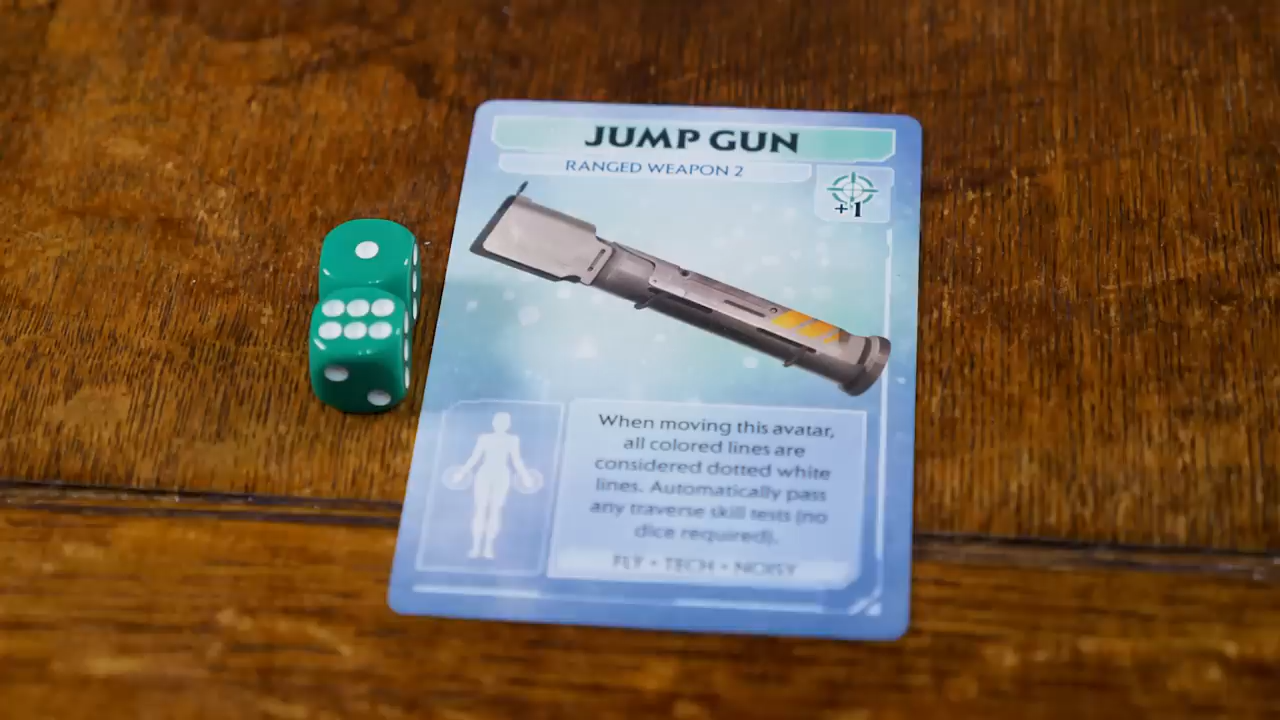 JUMP GUN
RANGED WEAPON 2
+1
When moving this avatar,
all colored lines are
considered dotted white
lines. Automatically pass
any traverse skill tests (no
dice required).
FLY • TECH • NOISY